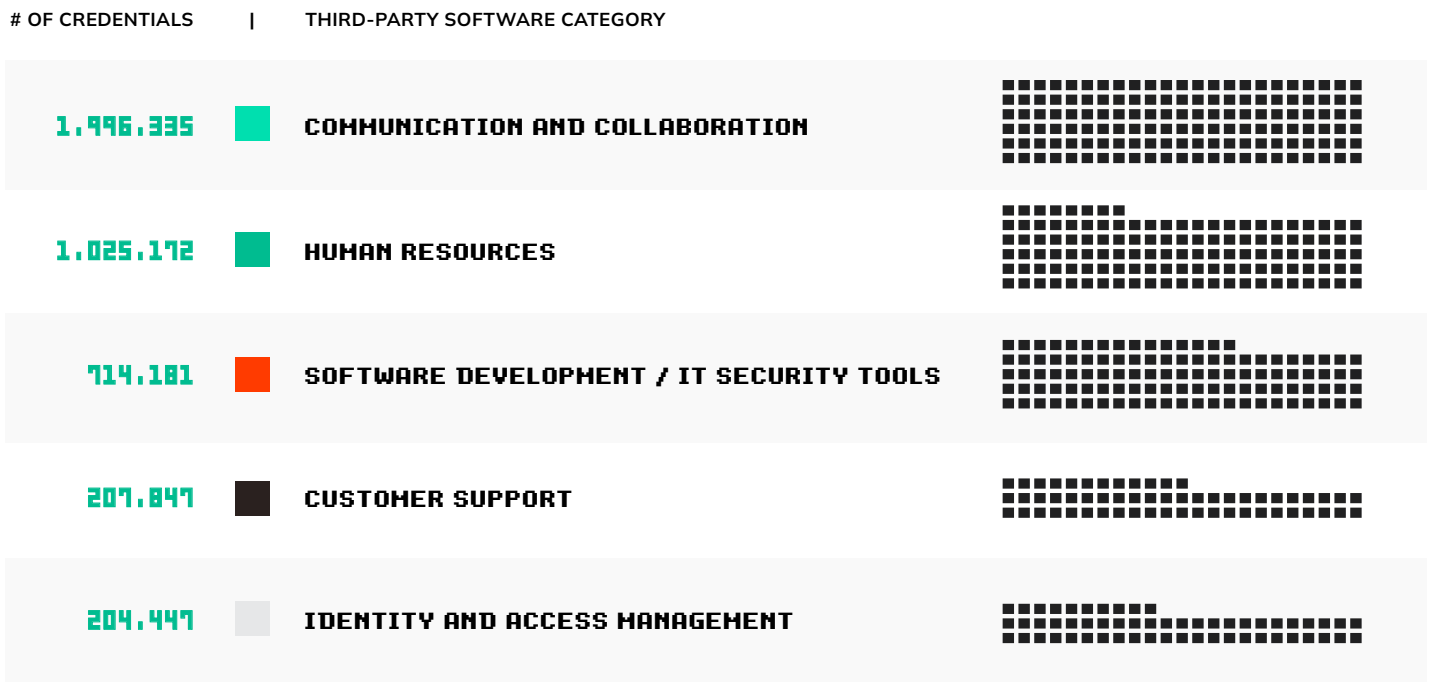 # OF CREDENTIALS | THIRD-PARTY SOFTWARE CATEGORY
1.996.335 COMMUNICATION AND COLLABORATION
1.025.172 HUMAN RESOURCES
714.181 SOFTWARE DEVELOPMENT / IT SECURITY TOOLS
207.847 CUSTOMER SUPPORT
204.447 IDENTITY AND ACCESS MANAGEMENT